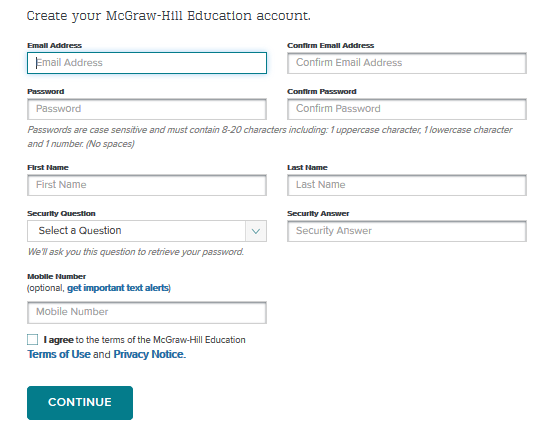 Create your McGraw-Hill Education account.
Email Address
Confirm Email Address
Email Address
Confirm Email Address
Password
Confirm Password
Password
Confirm Password
Passwords are case sensitive and must contain 8-20 characters including: 1 uppercase character, 1 lowercase character
and 1 number. (No spaces)
First Name
Last Name
First Name
Last Name
Security Question
Security Answer
Select a Question
Security Answer
We'll ask you this question to retrieve your password.
Mobile Number
(optional, get important text alerts)
Mobile Number
I agree to the terms of the McGraw-Hill Education
Terms of Use and Privacy Notice.
CONTINUE